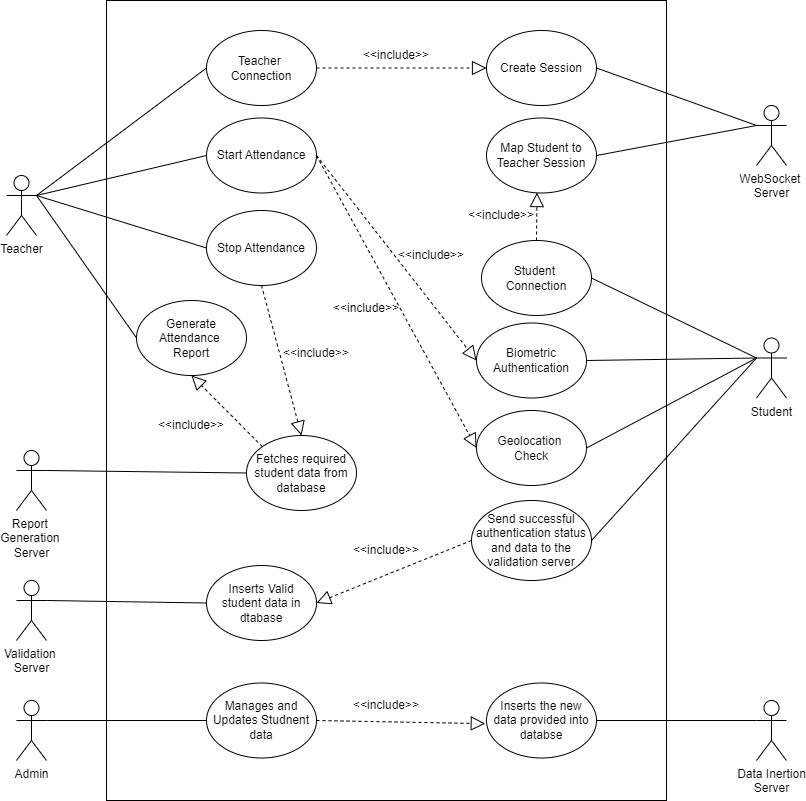 Teacher
Connection
<<include>>
Create Session
Start Attendance
Map Student to
Teacher Session
WebSocket
Server
Teacher
Stop Attendance
<<include>>
<<include>>
Student
Connection
<<include>>
Generate
Attendance
Report
<<include>>
Biometric
Authentication
Student
<<include>>
Geolocation
Check
Fetches required
student data from
database
Report
Generation
Server
Send successful
authentication status
and data to the
validation server
<<include>>
Inserts Valid
student data in
dtabase
Validation
Server
Manages and
Updates Studnent
data
<<include>>
Inserts the new
data provided into
databse
Admin
Data Inertion
Server